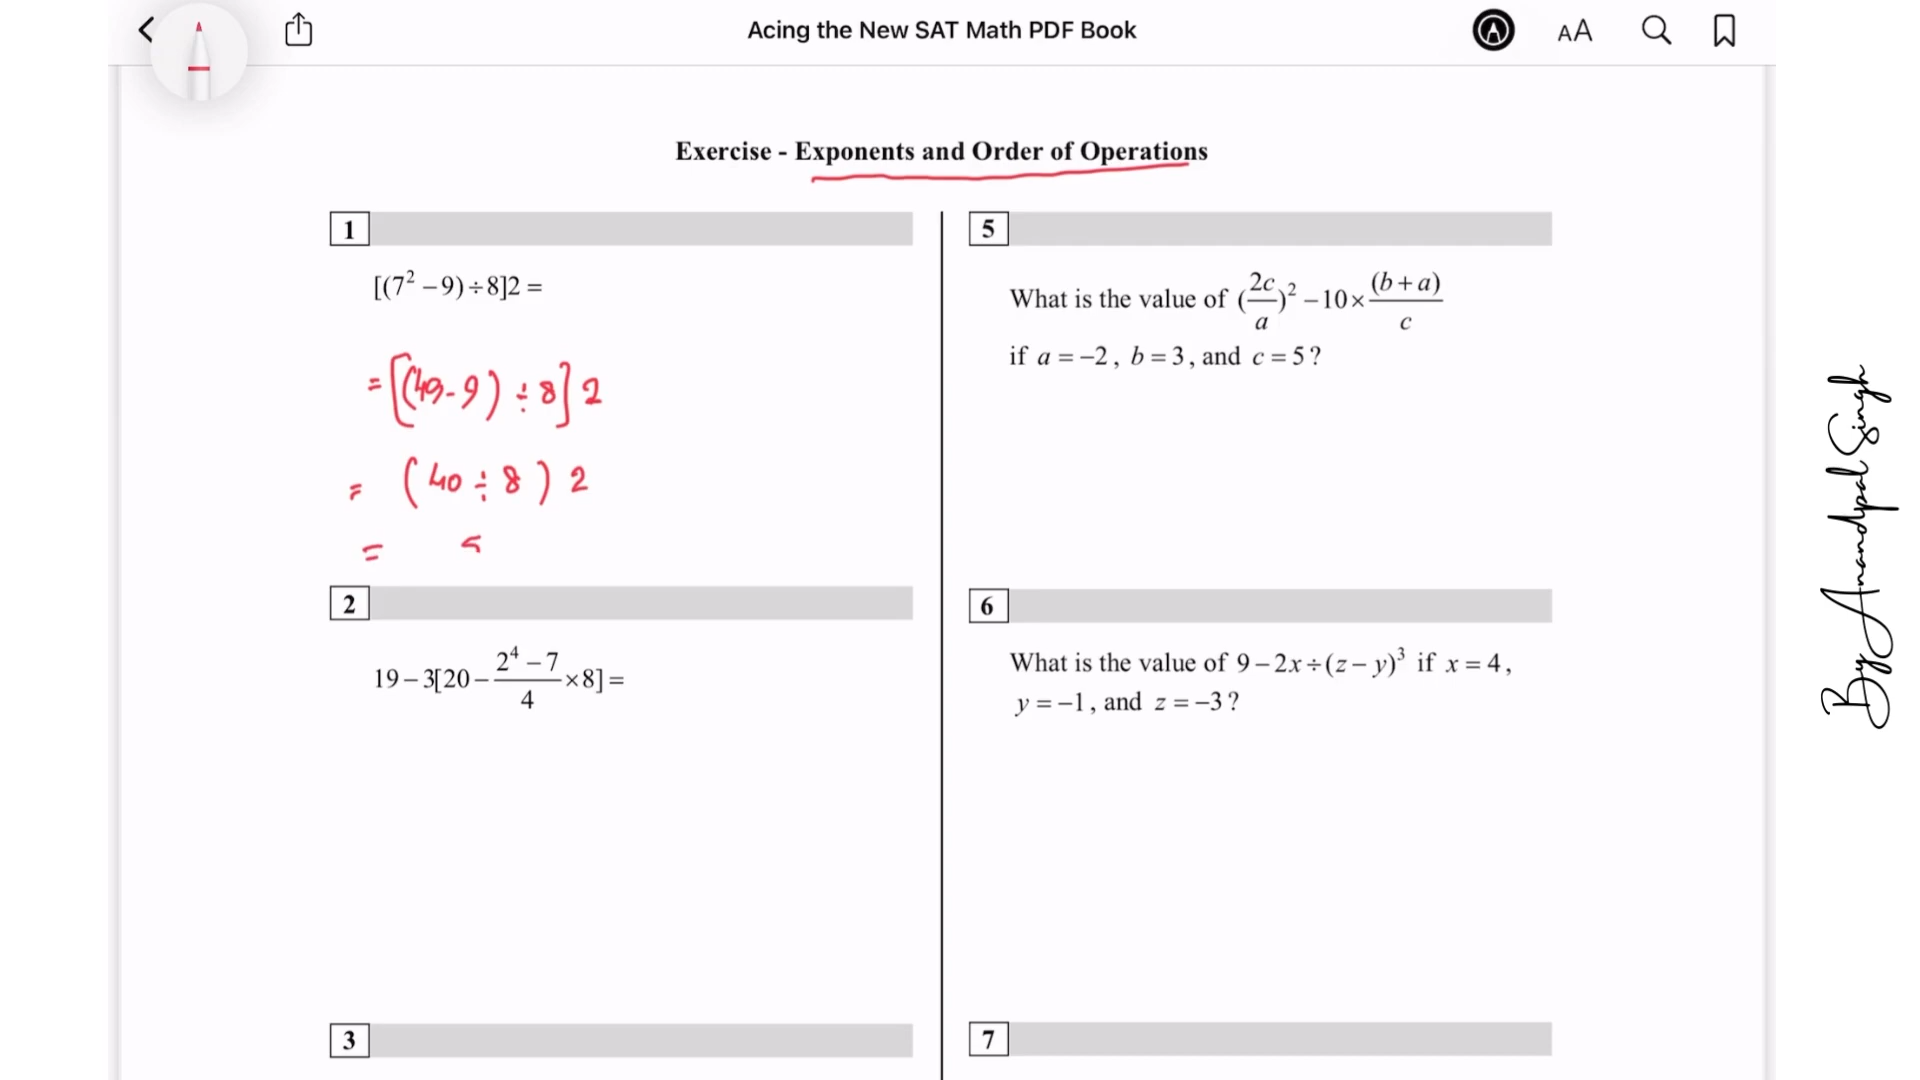 Acing the New SAT Math PDF Book
AA
Exercise - Exponents and Order of Operations
1
[(7² – 9) ÷ 8]2 =
= [(49 - 9) ÷ 8] 2
= (40 ÷ 8) 2
= 5
2
19 – 3[20 – (2⁴ – 7)/4 × 8] =
3
5
What is the value of (2c/a)² – 10 × (b + a)/c
if a = –2, b = 3, and c = 5?
6
What is the value of 9 – 2x ÷ (z – y)³ if x = 4,
y = –1, and z = –3?
7
By Anandpal Singh